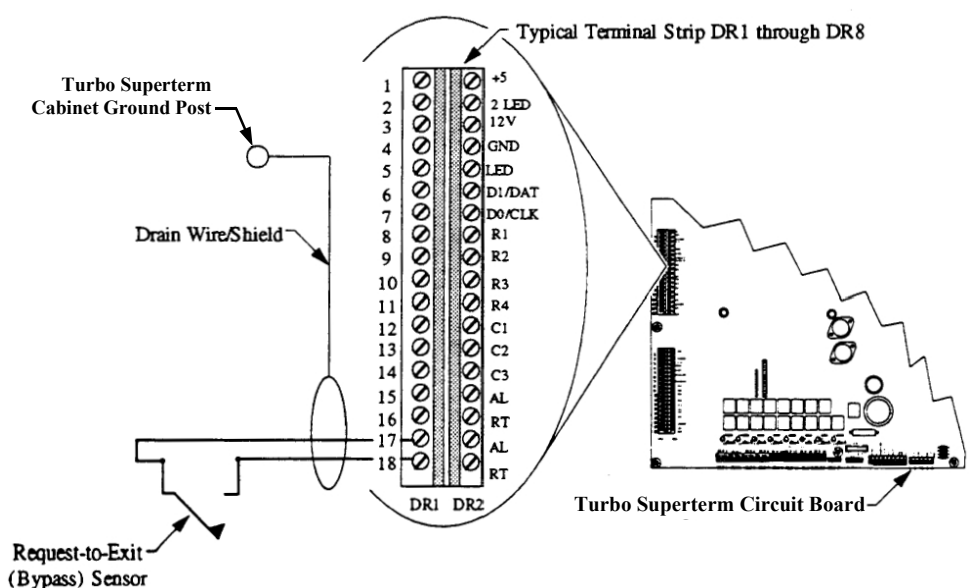 Typical Terminal Strip DR1 through DR8
Turbo Superterm
Cabinet Ground Post
Drain Wire/Shield
1 +5
2 2 LED
3 12V
4 GND
5 LED
6 D1/DAT
7 D0/CLK
8 R1
9 R2
10 R3
11 R4
12 C1
13 C2
14 C3
15 AL
16 RT
17 AL
18 RT
DR1 DR2
Turbo Superterm Circuit Board
Request-to-Exit
(Bypass) Sensor